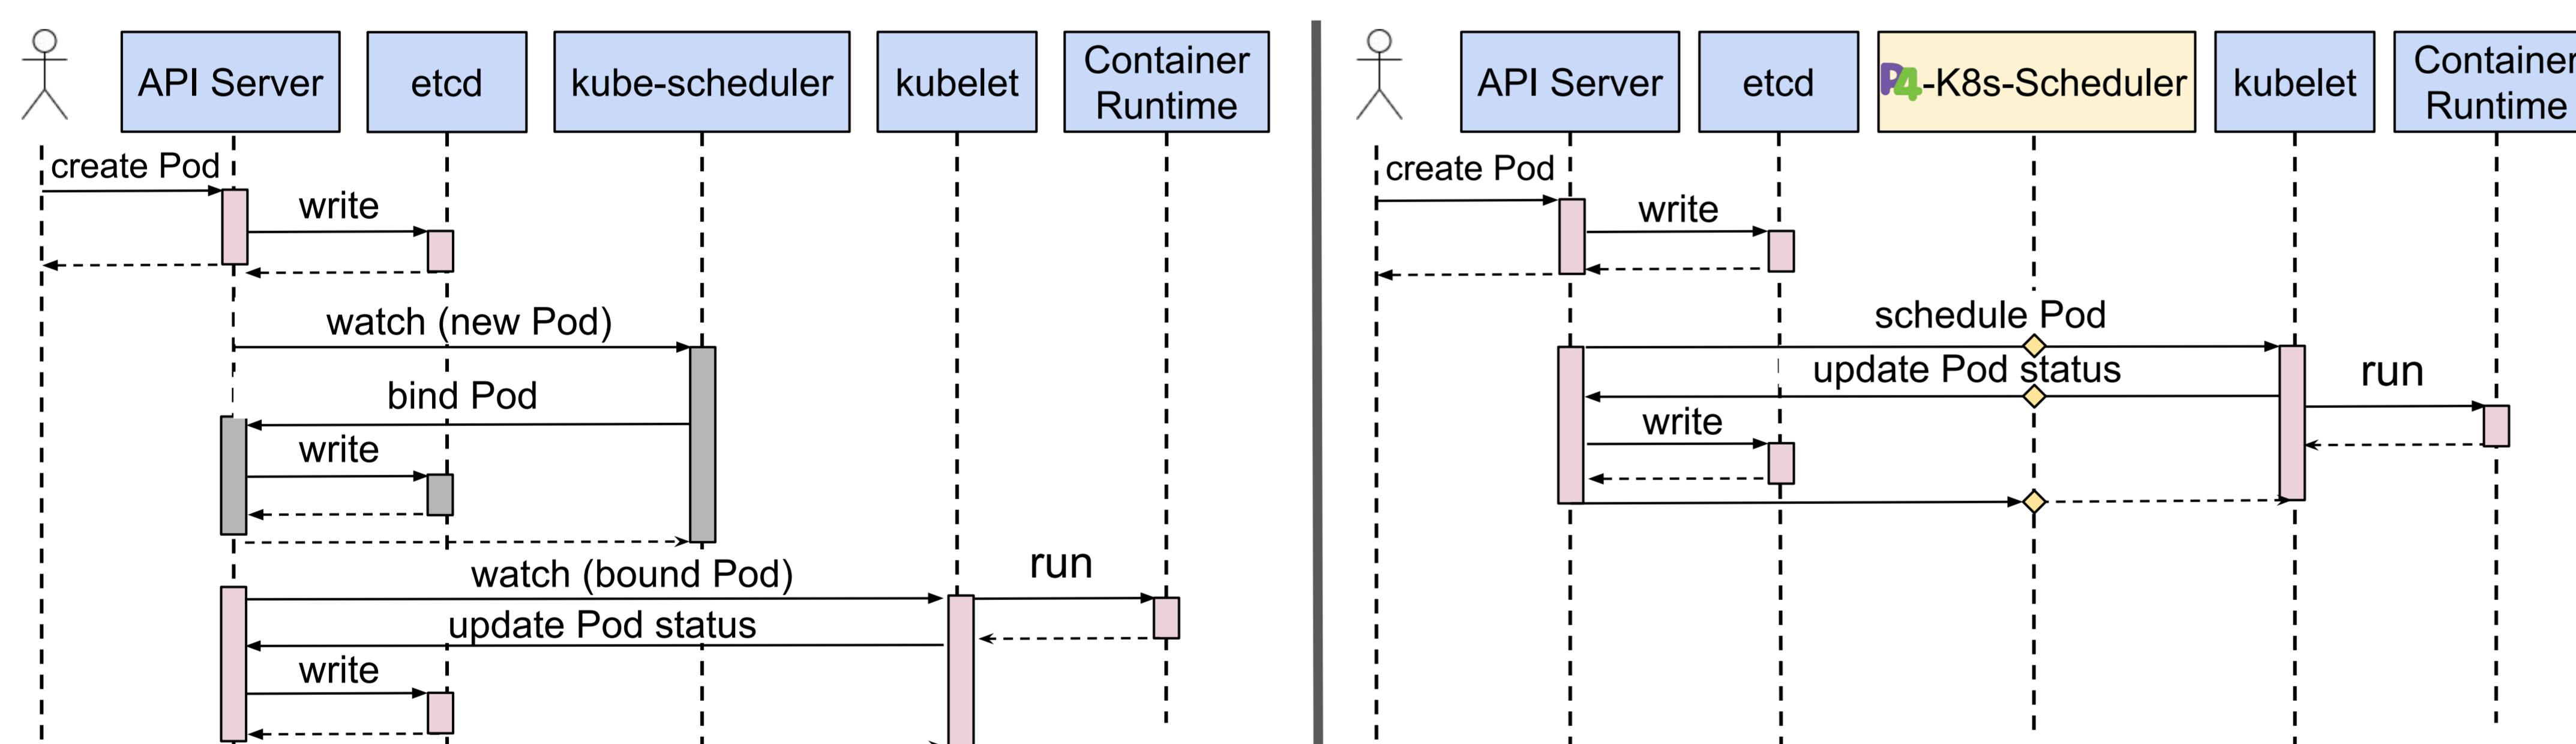 API Server
etcd
kube-scheduler
kubelet
Container
Runtime
create Pod
write
watch (new Pod)
bind Pod
write
watch (bound Pod)
run
update Pod status
write
API Server
etcd
P4-K8s-Scheduler
kubelet
Container
Runtime
create Pod
write
schedule Pod
update Pod status
run
write